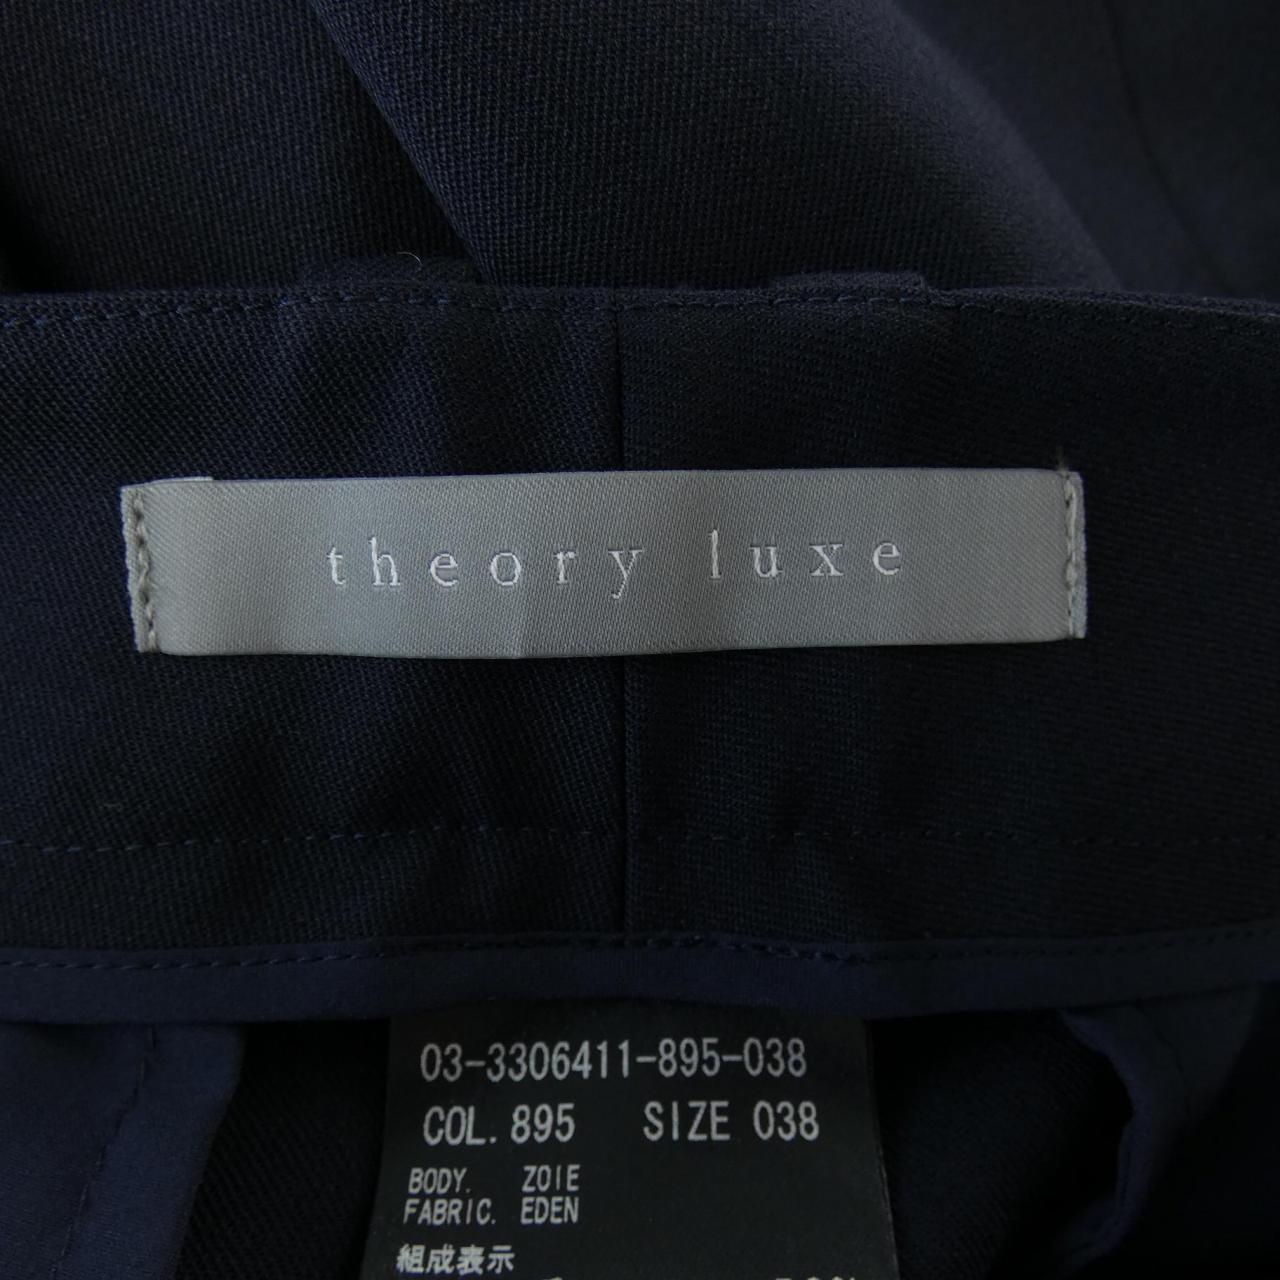 theory luxe
03-3306411-895-038
COL. 895 SIZE 038
BODY. ZOIE
FABRIC. EDEN
組成表示